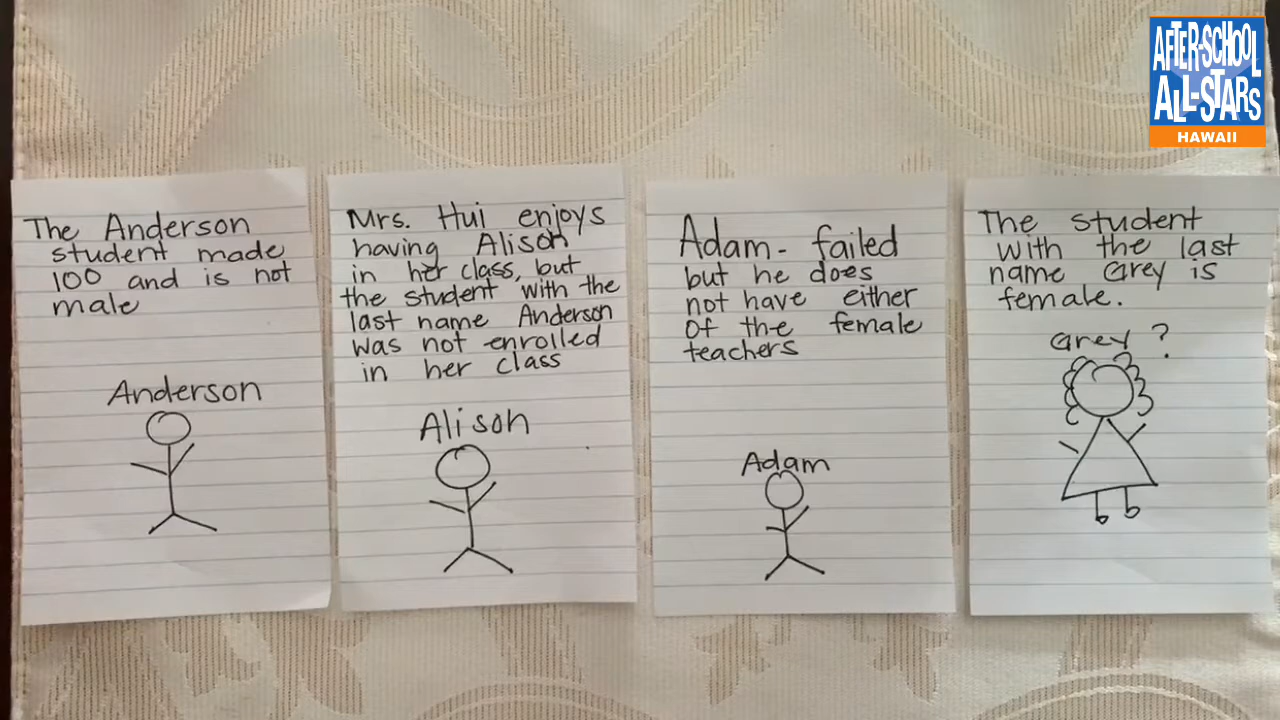 AFTER-SCHOOL
ALL-STARS
HAWAII
The Anderson
student made
100 and is not
male
Anderson
Mrs. Hui enjoys
having Alison
in her class, but
the student with the
last name Anderson
was not enrolled
in her class
Alison
Adam - failed
but he does
not have either
of the female
teachers
Adam
The student
with the last
name Grey is
female.
Grey ?